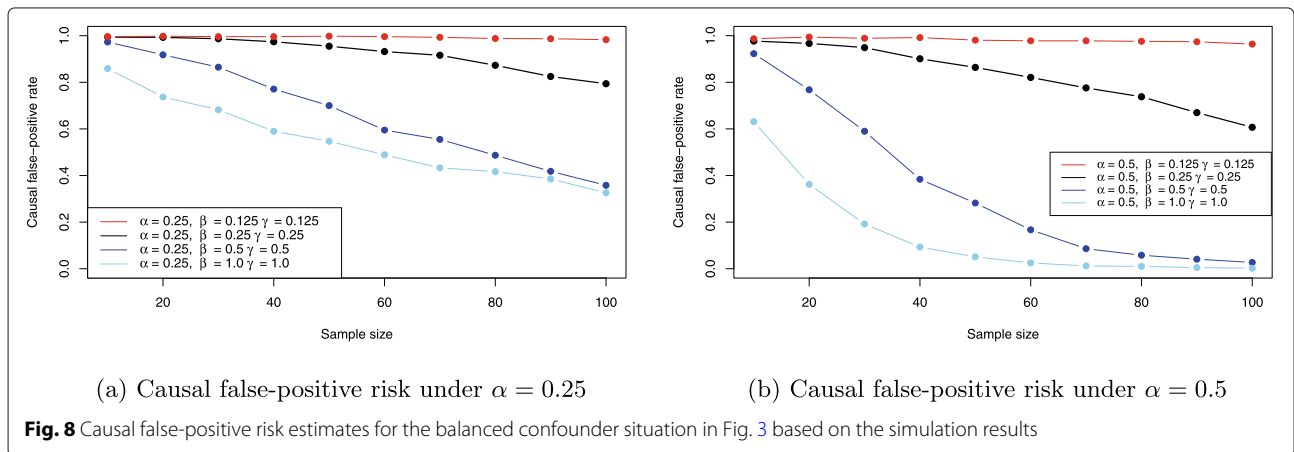 Causal false−positive rate
1.0
0.8
0.6
0.4
0.2
0.0
α = 0.25, β = 0.125 γ = 0.125
α = 0.25, β = 0.25 γ = 0.25
α = 0.25, β = 0.5 γ = 0.5
α = 0.25, β = 1.0 γ = 1.0
20 40 60 80 100
Sample size
(a) Causal false-positive risk under α = 0.25
Causal false−positive rate
1.0
0.8
0.6
0.4
0.2
0.0
α = 0.5, β = 0.125 γ = 0.125
α = 0.5, β = 0.25 γ = 0.25
α = 0.5, β = 0.5 γ = 0.5
α = 0.5, β = 1.0 γ = 1.0
20 40 60 80 100
Sample size
(b) Causal false-positive risk under α = 0.5
Fig. 8 Causal false-positive risk estimates for the balanced confounder situation in Fig. 3 based on the simulation results